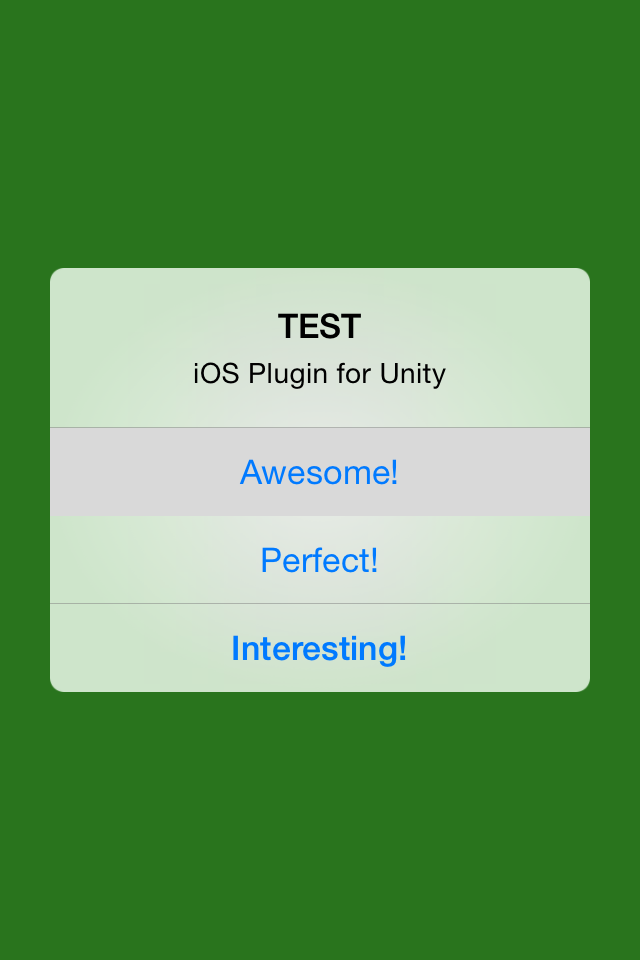 TEST
iOS Plugin for Unity
Awesome!
Perfect!
Interesting!